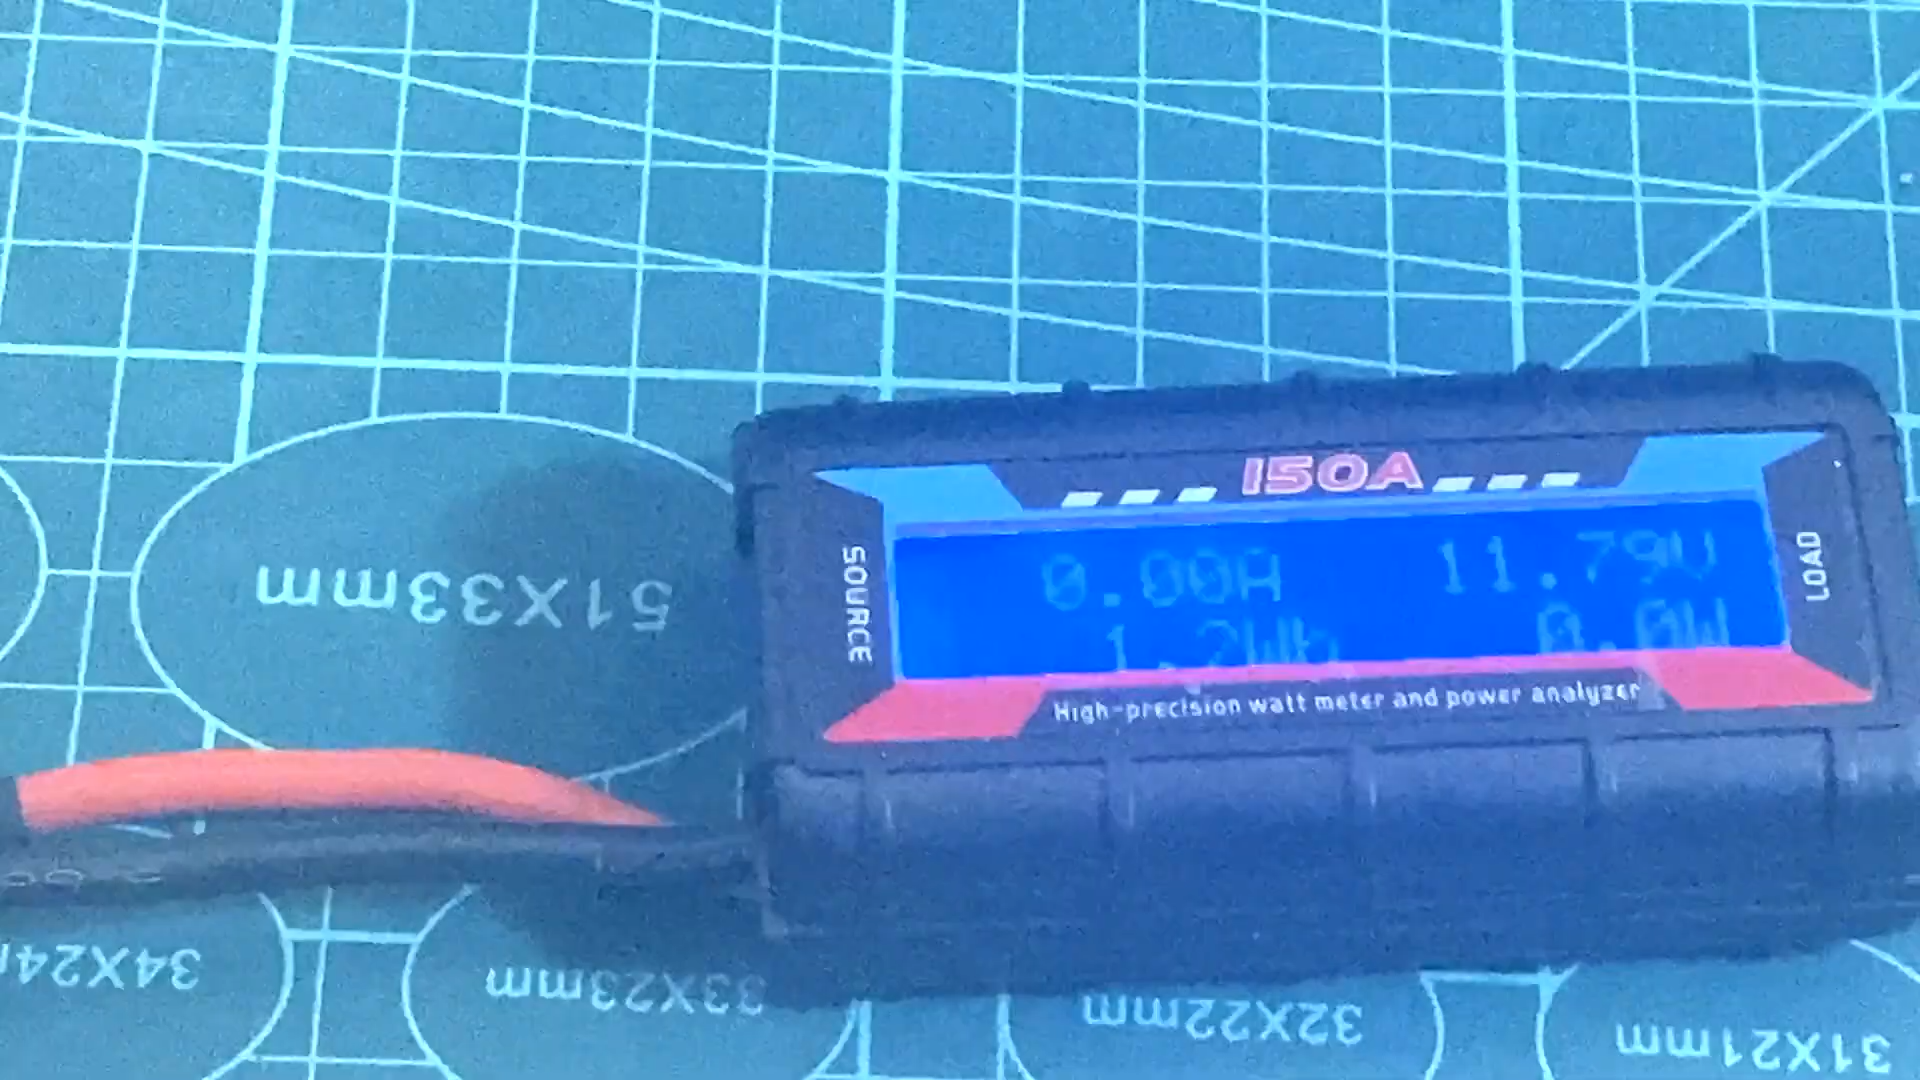 150A
SOURCE
0.00A 11.79V
LOAD
1.2Wh 0.0W
High-precision watt meter and power analyzer
51X33mm
34X24
33X23mm
32X22mm
31X21mm